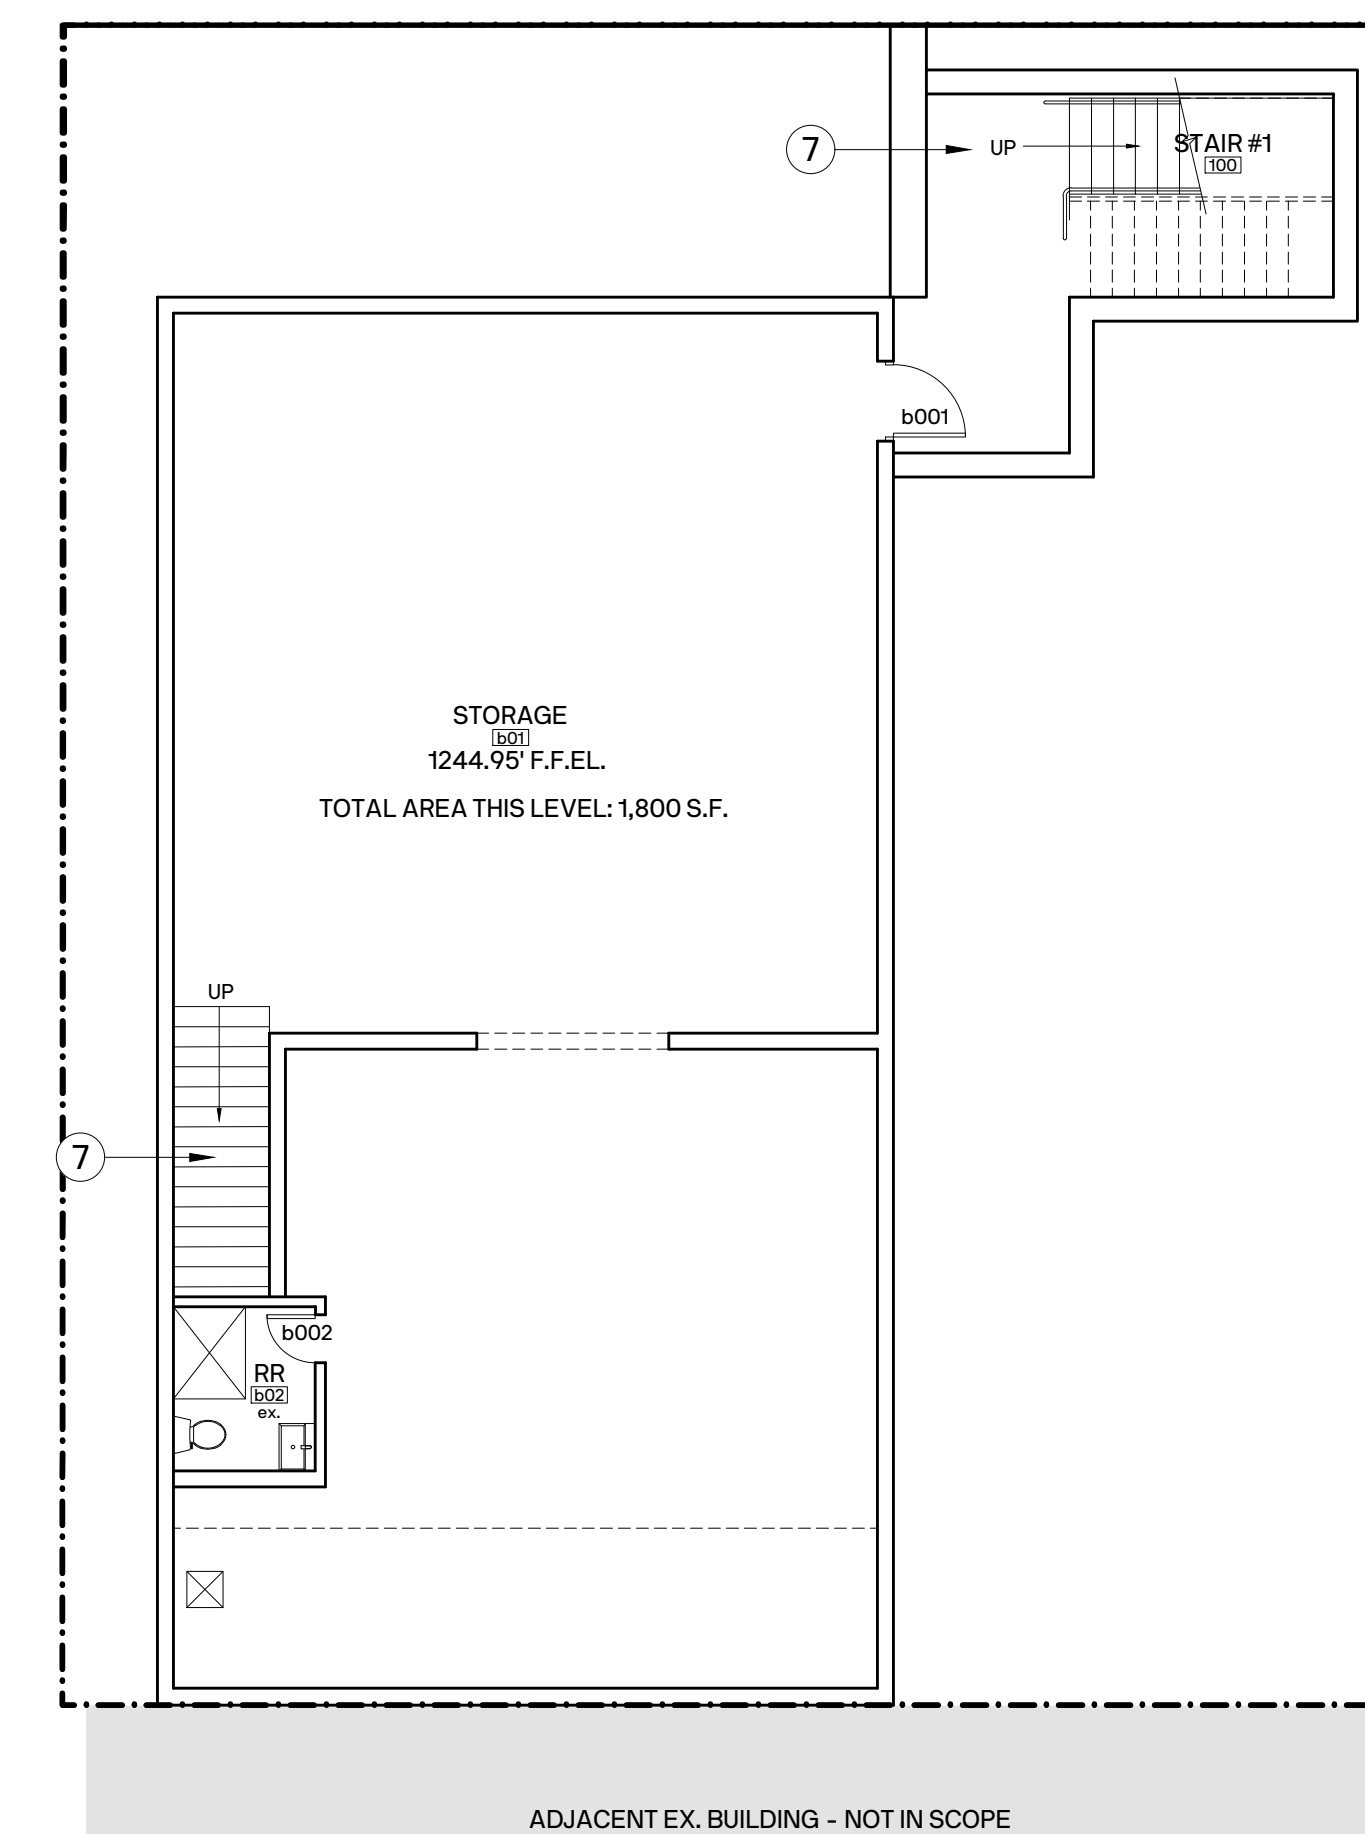 7
UP
STAIR #1
100
b001
STORAGE
b01
1244.95' F.F.EL.
TOTAL AREA THIS LEVEL: 1,800 S.F.
UP
7
b002
RR
b02
ex.
ADJACENT EX. BUILDING - NOT IN SCOPE